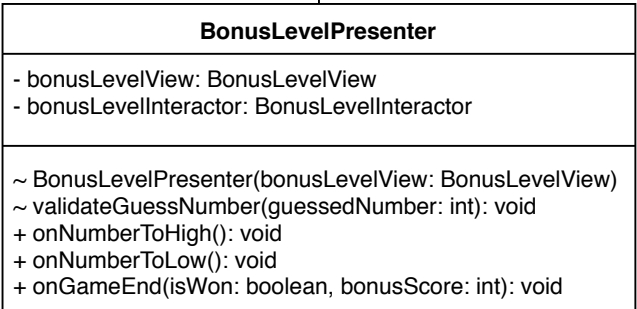 BonusLevelPresenter
- bonusLevelView: BonusLevelView
- bonusLevelInteractor: BonusLevelInteractor
~ BonusLevelPresenter(bonusLevelView: BonusLevelView)
~ validateGuessNumber(guessedNumber: int): void
+ onNumberToHigh(): void
+ onNumberToLow(): void
+ onGameEnd(isWon: boolean, bonusScore: int): void